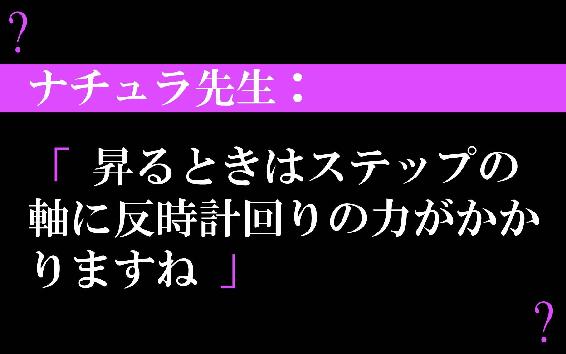 ?
ナチュラ先生：
「 昇るときはステップの
軸に反時計回りの力がかか
りますね 」
?